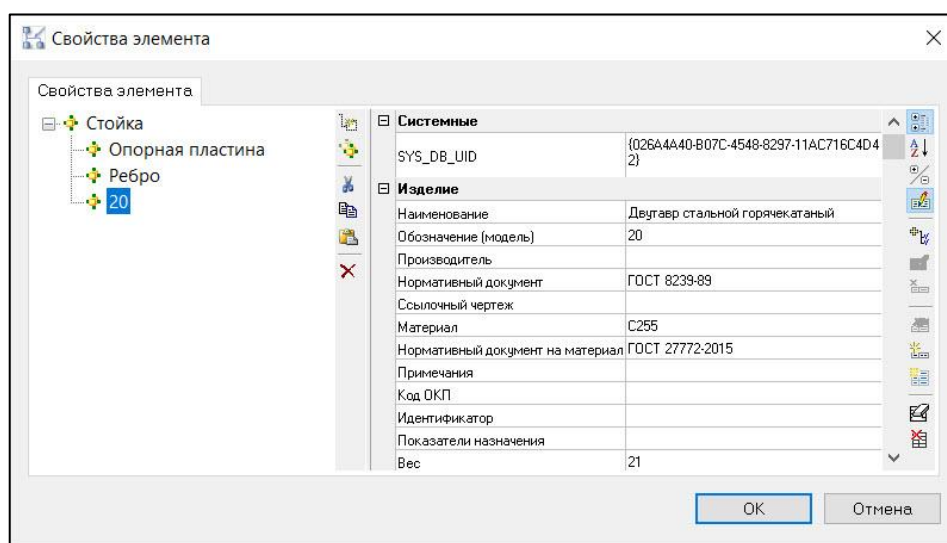 Свойства элемента
Свойства элемента
Стойка
Опорная пластина
Ребро
20
Системные
SYS_DB_UID {026A4A40-B07C-4548-8297-11AC716C4D4
2}
Изделие
Наименование Двутавр стальной горячекатаный
Обозначение (модель) 20
Производитель
Нормативный документ ГОСТ 8239-89
Ссылочный чертеж
Материал С255
Нормативный документ на материал ГОСТ 27772-2015
Примечания
Код ОКП
Идентификатор
Показатели назначения
Вес 21
OK Отмена